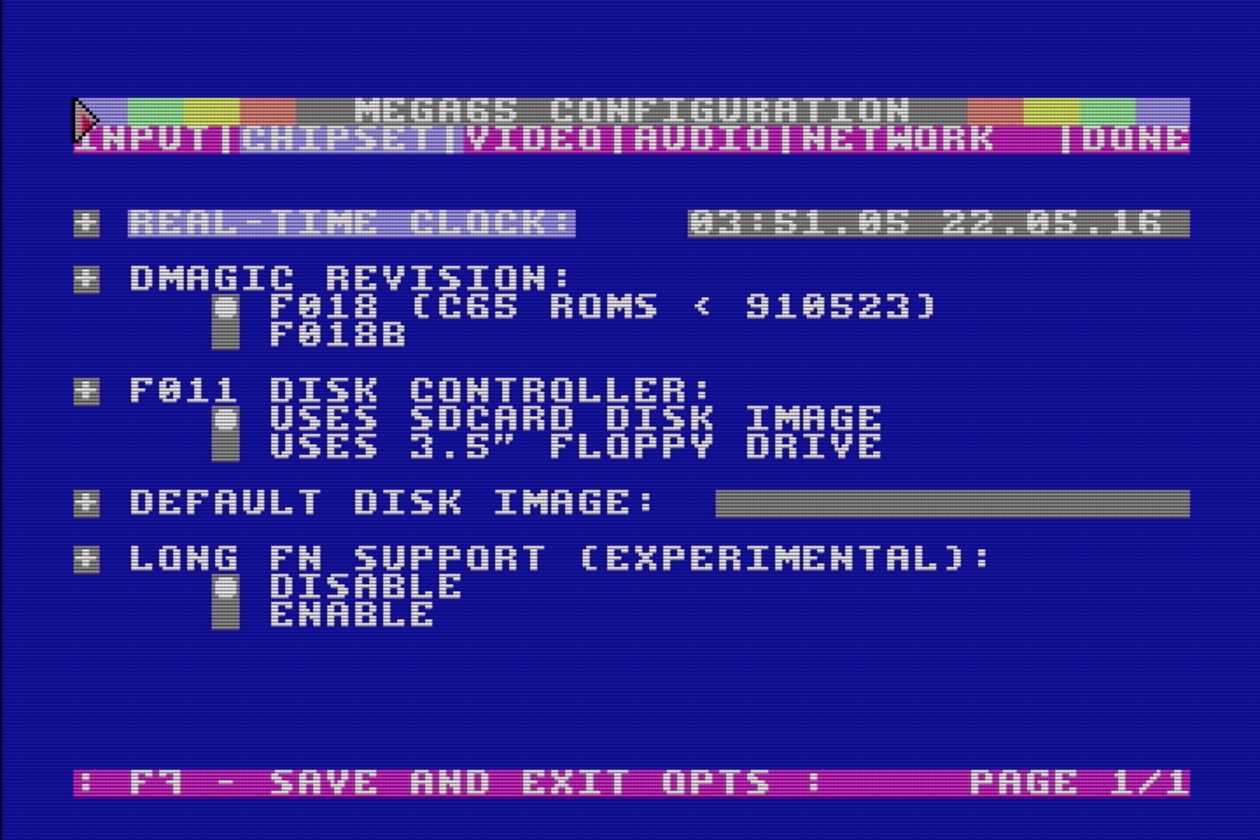 MEGA65 CONFIGURATION
INPUT|CHIPSET|VIDEO|AUDIO|NETWORK |DONE
+ REAL-TIME CLOCK: 03:51.05 22.05.16
+ DMAGIC REVISION:
F018 (C65 ROMS < 910523)
F018B
+ F011 DISK CONTROLLER:
USES SDCARD DISK IMAGE
USES 3.5" FLOPPY DRIVE
+ DEFAULT DISK IMAGE:
+ LONG FN SUPPORT (EXPERIMENTAL):
DISABLE
ENABLE
: F9 - SAVE AND EXIT OPTS : PAGE 1/1